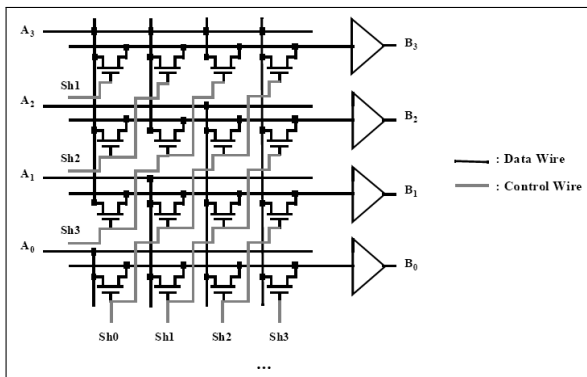 A3 B3
Sh1
A2 B2
Sh2
A1 B1
: Data Wire
: Control Wire
Sh3
A0 B0
Sh0 Sh1 Sh2 Sh3
...